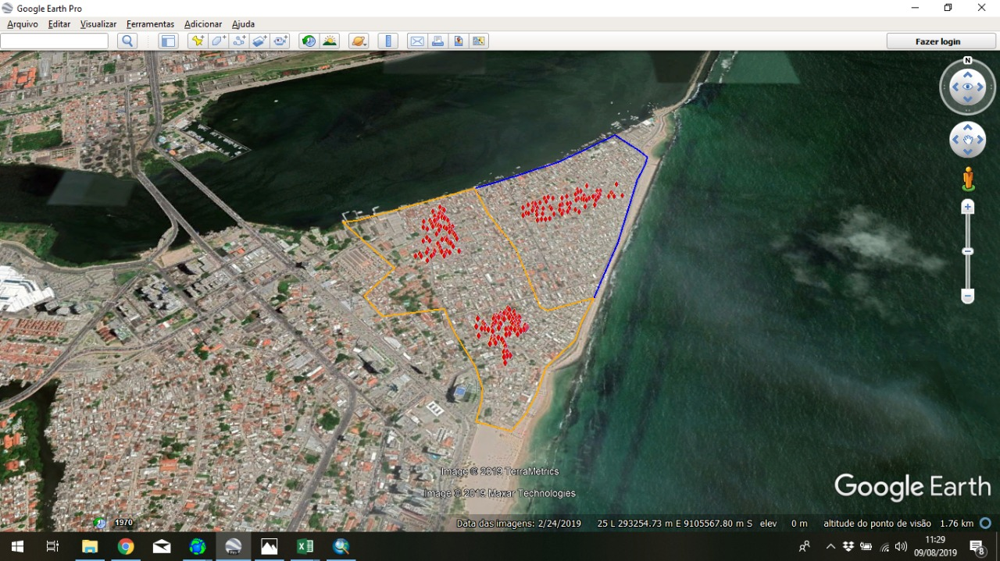 Google Earth Pro
Arquivo Editar Visualizar Ferramentas Adicionar Ajuda
Fazer login
N
Image © 2019 TerraMetrics
Image © 2019 Maxar Technologies
Google Earth
1970
Data das imagens: 2/24/2019 25 L 293254.73 m E 9105567.80 m S elev 0 m altitude do ponto de visão 1.76 km
Pro
11:29
09/08/2019
8